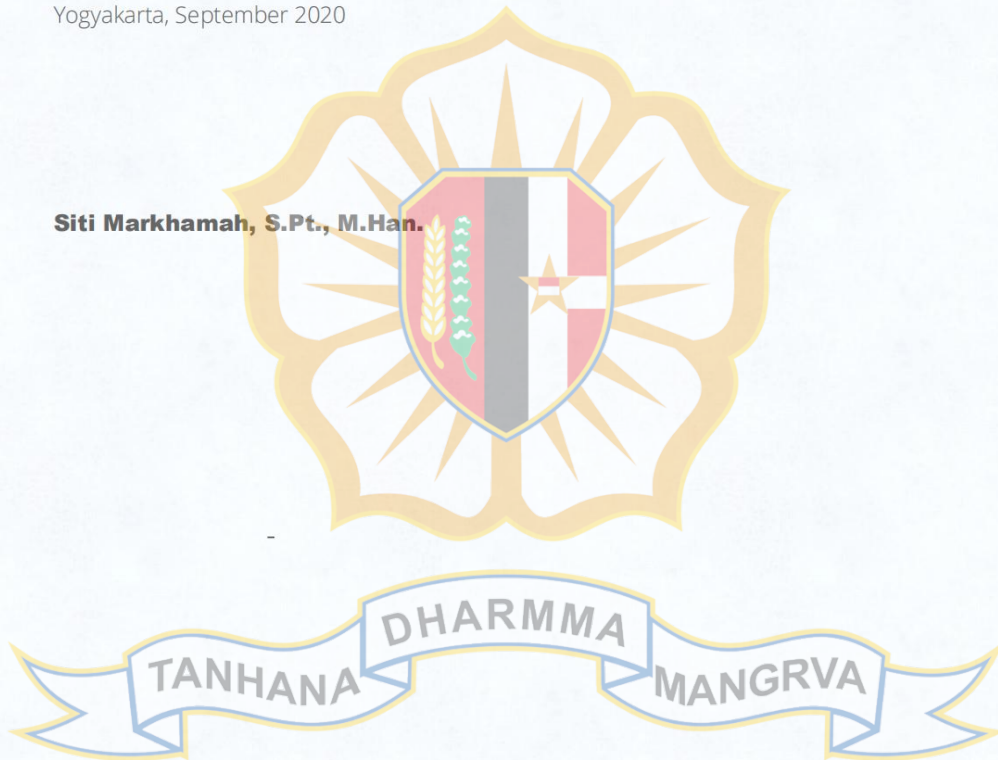 Yogyakarta, September 2020
Siti Markhamah, S.Pt., M.Han.
-
TANHANA DHARMMA MANGRVA